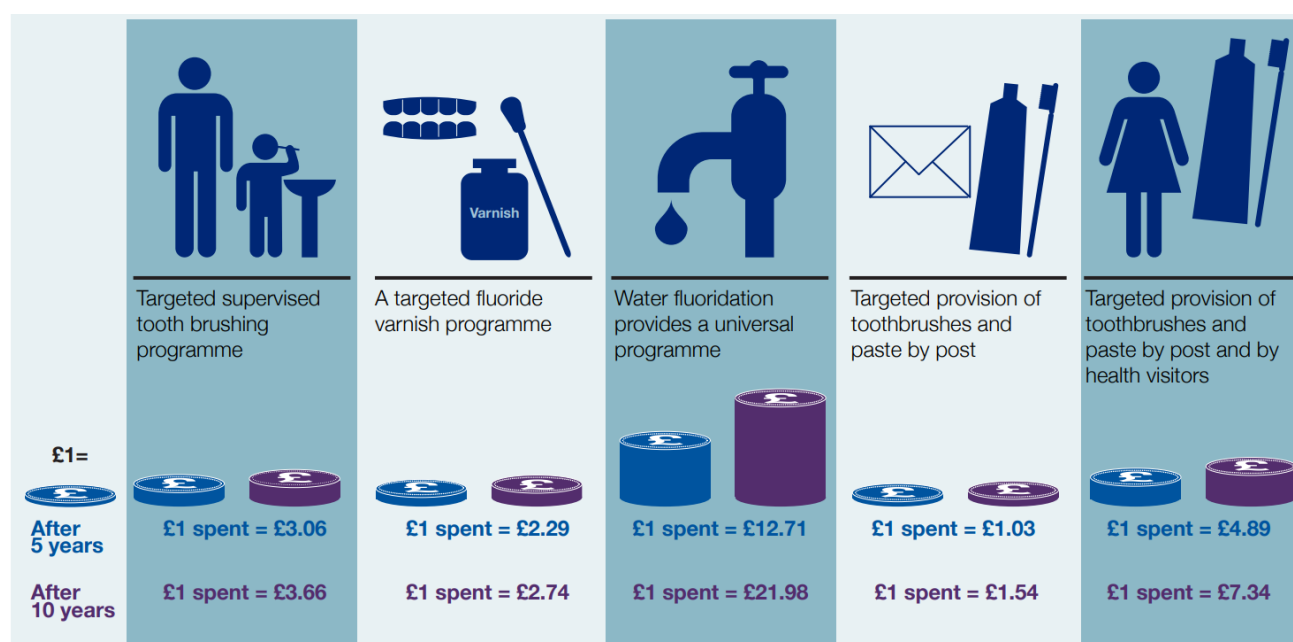 Varnish
Targeted supervised
tooth brushing
programme
A targeted fluoride
varnish programme
Water fluoridation
provides a universal
programme
Targeted provision of
toothbrushes and
paste by post
Targeted provision of
toothbrushes and
paste by post and by
health visitors
£1=
£
£
£
£
£
£
£
£
£
£
£
After
5 years
£1 spent = £3.06
£1 spent = £2.29
£1 spent = £12.71
£1 spent = £1.03
£1 spent = £4.89
After
10 years
£1 spent = £3.66
£1 spent = £2.74
£1 spent = £21.98
£1 spent = £1.54
£1 spent = £7.34